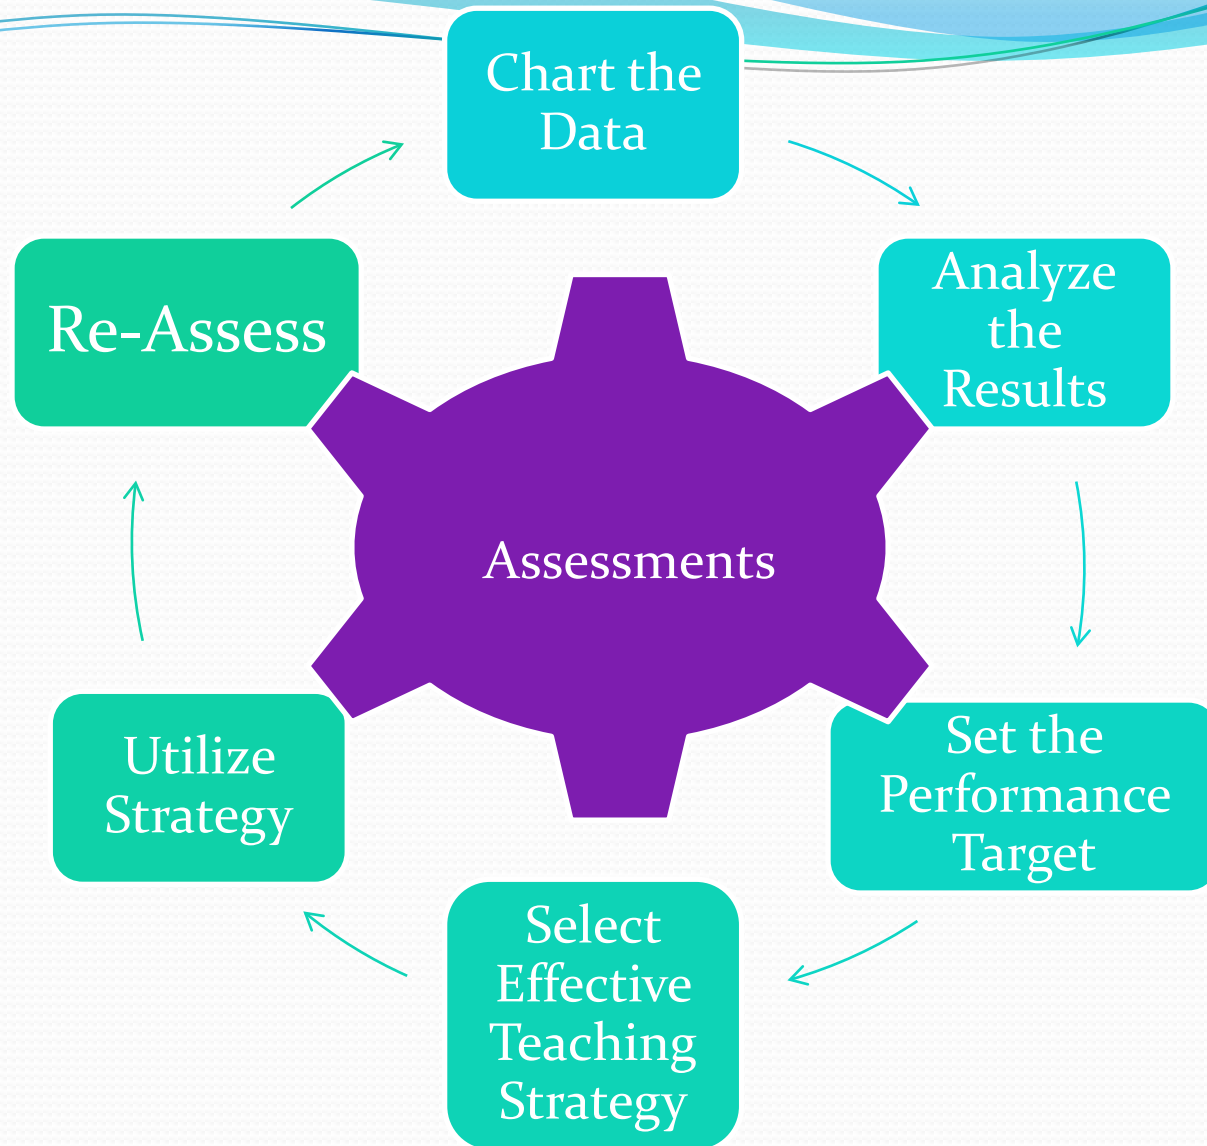 Chart the
Data
Analyze
the
Results
Set the
Performance
Target
Select
Effective
Teaching
Strategy
Utilize
Strategy
Re-Assess
Assessments